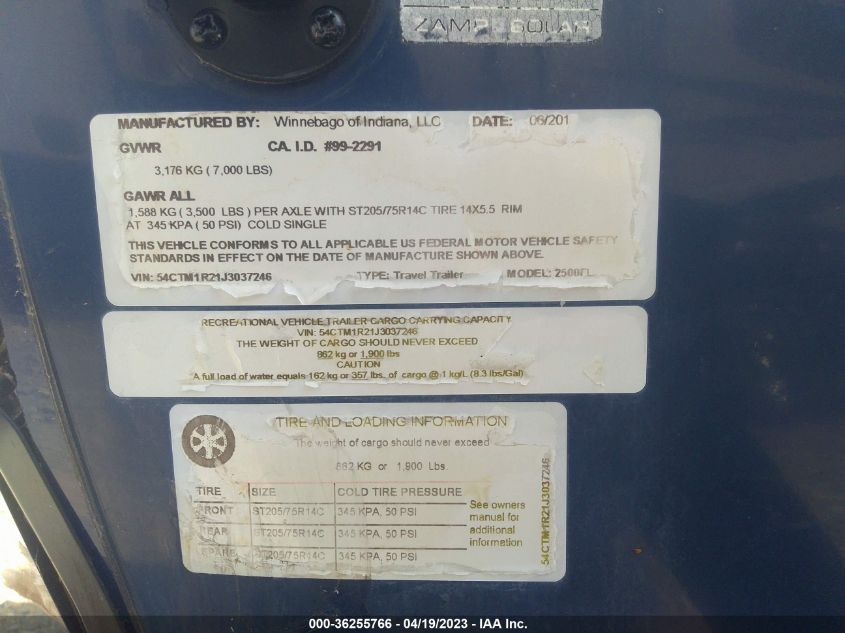 ZAMP SOLAR
MANUFACTURED BY: Winnebago of Indiana, LLC DATE: 06/201
GVWR CA. I.D. #99-2291
3,176 KG ( 7,000 LBS)
GAWR ALL
1,588 KG ( 3,500 LBS ) PER AXLE WITH ST205/75R14C TIRE 14X5.5 RIM
AT 345 KPA ( 50 PSI) COLD SINGLE
THIS VEHICLE CONFORMS TO ALL APPLICABLE US FEDERAL MOTOR VEHICLE SAFETY
STANDARDS IN EFFECT ON THE DATE OF MANUFACTURE SHOWN ABOVE.
VIN: 54CTM1R21J3037246 TYPE: Travel Trailer MODEL: 2500FL
RECREATIONAL VEHICLE TRAILER CARGO CARRYING CAPACITY
VIN: 54CTM1R21J3037246
THE WEIGHT OF CARGO SHOULD NEVER EXCEED
862 kg or 1,900 lbs
CAUTION
A full load of water equals 162 kg or 357 lbs. of cargo @ 1 kg/L (8.3 lbs/Gal)
TIRE AND LOADING INFORMATION
The weight of cargo should never exceed
862 KG or 1,900 Lbs.
TIRE SIZE COLD TIRE PRESSURE
FRONT ST205/75R14C 345 KPA, 50 PSI
REAR ST205/75R14C 345 KPA, 50 PSI
SPARE ST205/75R14C 345 KPA, 50 PSI
See owners
manual for
additional
information
54CTM1R21J3037246
000-36255766 - 04/19/2023 - IAA Inc.